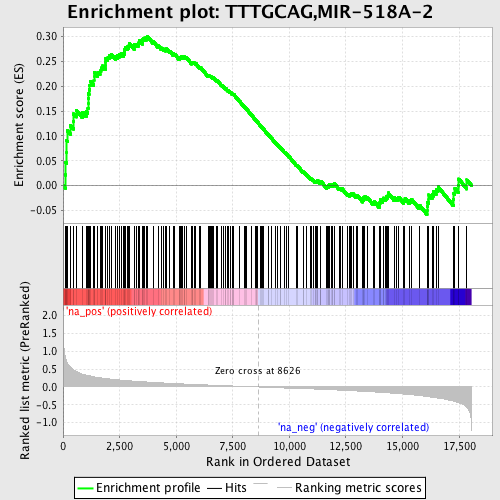 Enrichment plot: TTTGCAG,MIR-518A-2
Enrichment score (ES)
0.30
0.25
0.20
0.15
0.10
0.05
0.00
-0.05
'na_pos' (positively correlated)
Ranked list metric (PreRanked)
2.0
1.5
1.0
0.5
0.0
-0.5
-1.0
Zero cross at 8626
'na_neg' (negatively correlated)
0 2,500 5,000 7,500 10,000 12,500 15,000 17,500
Rank in Ordered Dataset
Enrichment profile Hits Ranking metric scores